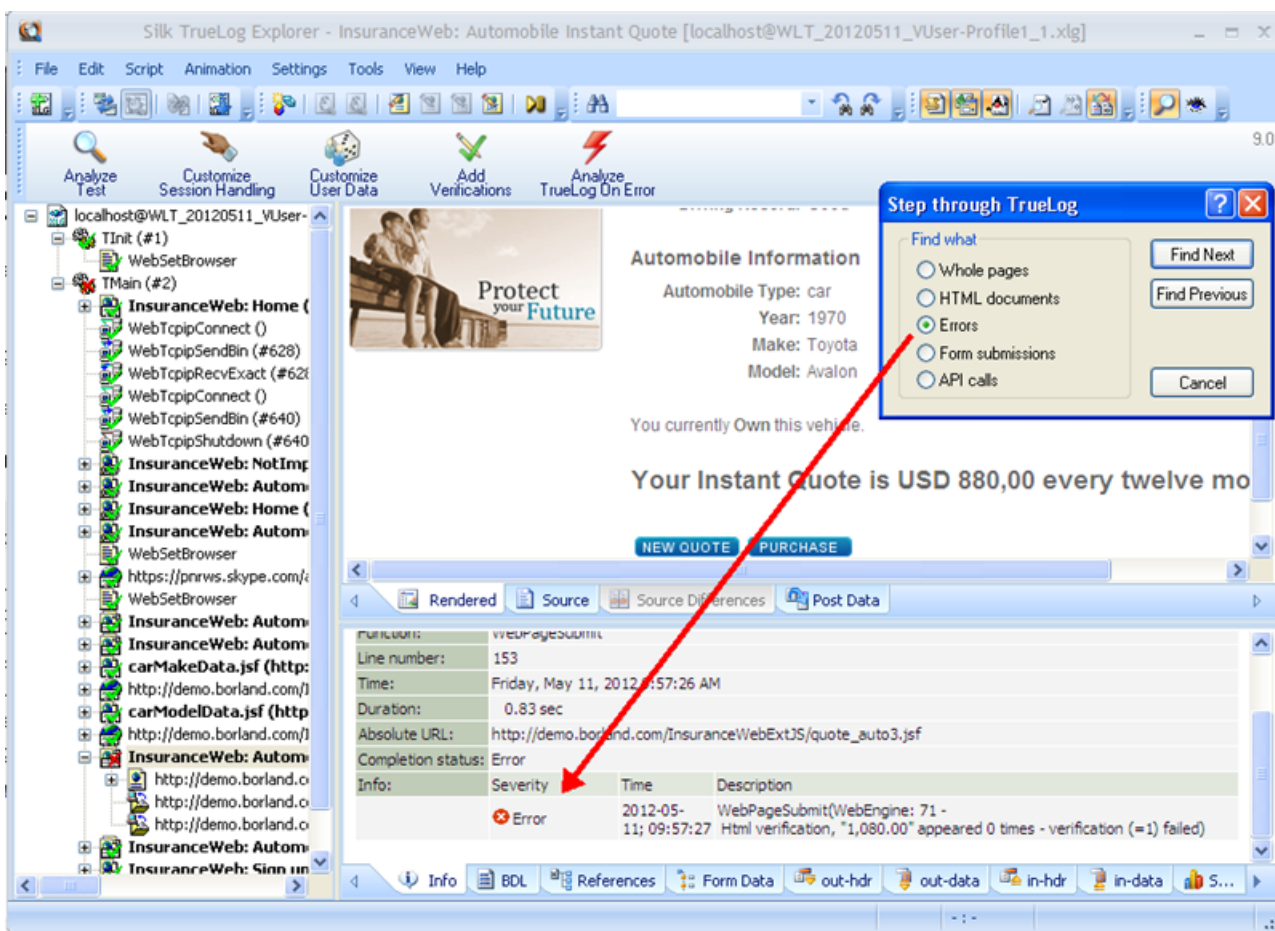 Silk TrueLog Explorer - InsuranceWeb: Automobile Instant Quote [localhost@WLT_20120511_VUser-Profile1_1.xlg]
File Edit Script Animation Settings Tools View Help
9.0
Analyze Test
Customize Session Handling
Customize User Data
Add Verifications
Analyze TrueLog On Error
localhost@WLT_20120511_VUser-
TInit (#1)
WebSetBrowser
TMain (#2)
InsuranceWeb: Home (
WebTcpipConnect ()
WebTcpipSendBin (#628)
WebTcpipRecvExact (#628
WebTcpipConnect ()
WebTcpipSendBin (#640)
WebTcpipShutdown (#640
InsuranceWeb: NotImp
InsuranceWeb: Autom
InsuranceWeb: Home (
InsuranceWeb: Autom
WebSetBrowser
https://pnrws.skype.com/a
WebSetBrowser
InsuranceWeb: Autom
InsuranceWeb: Autom
carMakeData.jsf (http:
http://demo.borland.com/I
carModelData.jsf (http
http://demo.borland.com/I
InsuranceWeb: Autom
http://demo.borland.co
http://demo.borland.co
http://demo.borland.co
InsuranceWeb: Autom
InsuranceWeb: Sign up
Protect
your Future
Automobile Information
Automobile Type: car
Year: 1970
Make: Toyota
Model: Avalon
You currently Own this vehicle.
Your Instant Quote is USD 880,00 every twelve mo
NEW QUOTE PURCHASE
Rendered Source Source Differences Post Data
Function: WebPageSubmit
Line number: 153
Time: Friday, May 11, 2012 9:57:26 AM
Duration: 0.83 sec
Absolute URL: http://demo.borland.com/InsuranceWebExtJS/quote_auto3.jsf
Completion status: Error
Info: Severity Time Description
Error 2012-05-11; 09:57:27 WebPageSubmit(WebEngine: 71 -
Html verification, "1,080.00" appeared 0 times - verification (=1) failed)
Info BDL References Form Data out-hdr out-data in-hdr in-data S...
- : -
Step through TrueLog
Find what
Whole pages
HTML documents
Errors
Form submissions
API calls
Find Next
Find Previous
Cancel